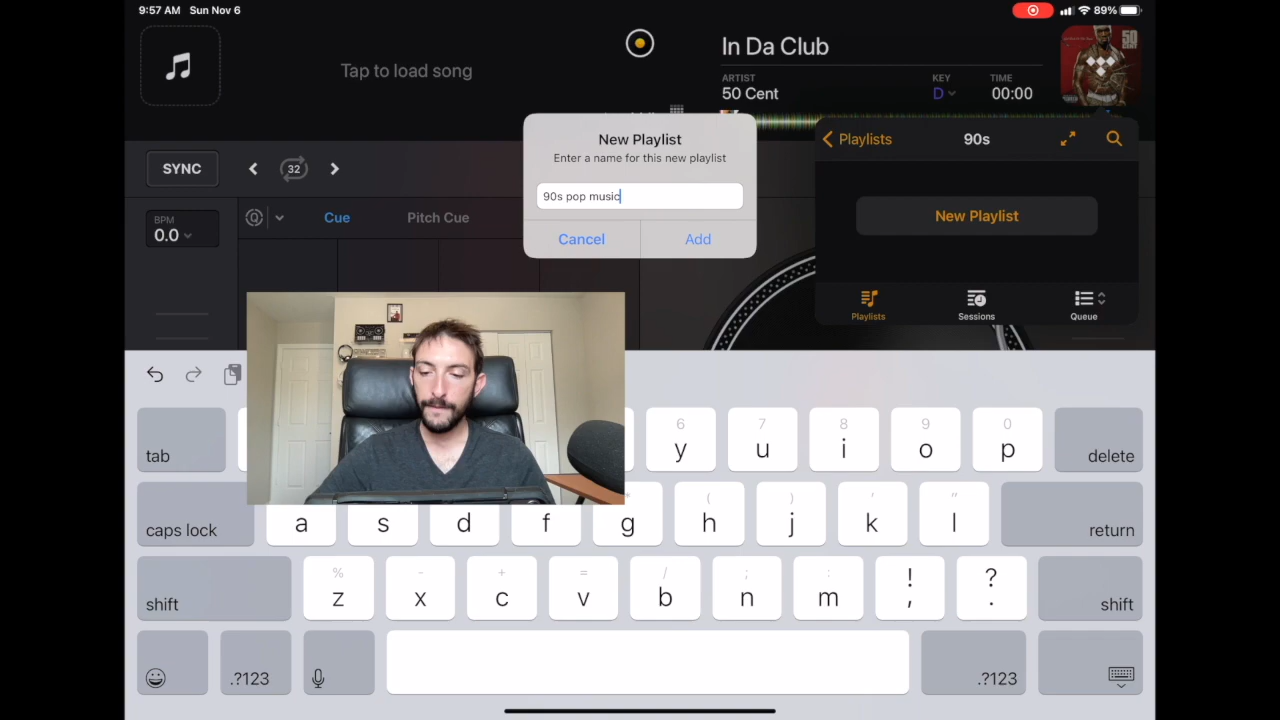 9:57 AM Sun Nov 6
89%
Tap to load song
In Da Club
ARTIST
50 Cent
KEY
D
TIME
00:00
50
CENT
New Playlist
Enter a name for this new playlist
90s pop music
Cancel
Add
Playlists
90s
New Playlist
Playlists
Sessions
Queue
SYNC
32
BPM
0.0
Q
Cue
Pitch Cue
tab
6
y
7
u
8
i
9
o
0
p
delete
caps lock
a
s
d
f
g
(
h
)
j
'
k
"
l
return
shift
%
z
-
x
+
c
=
v
/
b
;
n
:
m
!
,
?
.
shift
.?123
.?123